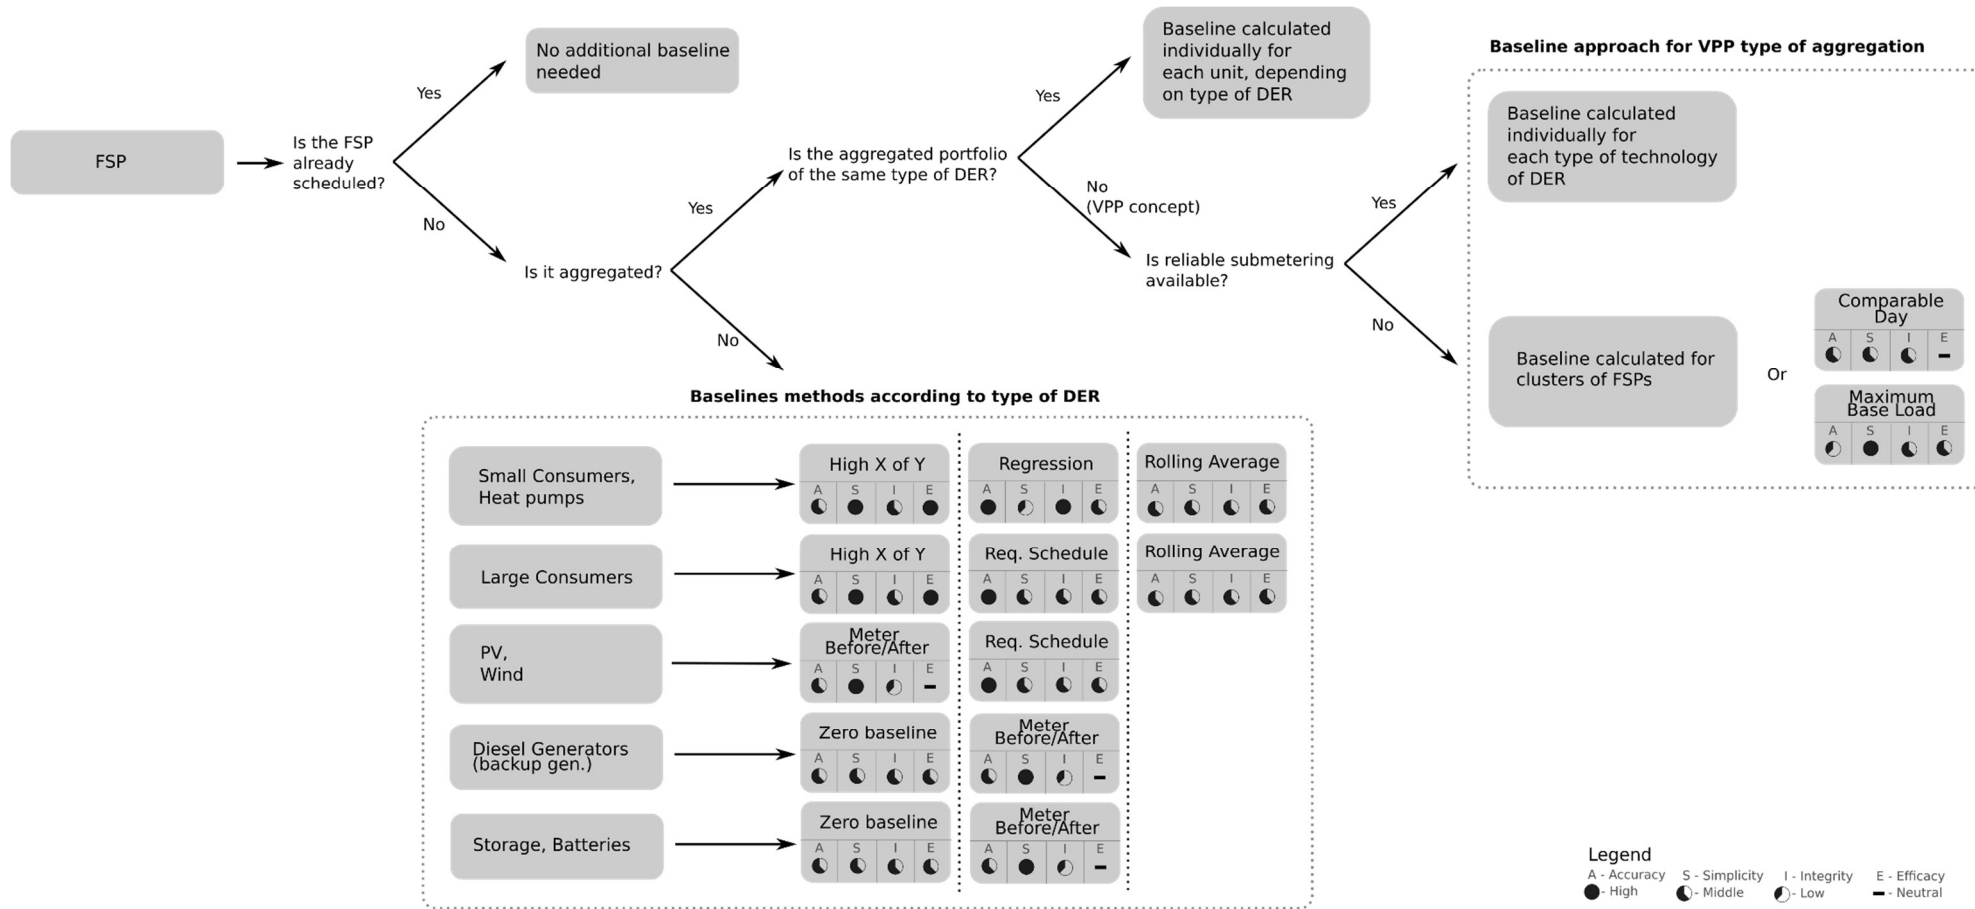 FSP
Is the FSP
already
scheduled?
Yes
No additional baseline
needed
No
Is it aggregated?
Yes
Is the aggregated portfolio
of the same type of DER?
Yes
Baseline calculated
individually for
each unit, depending
on type of DER
No
(VPP concept)
Is reliable submetering
available?
Yes
No
No
Baseline approach for VPP type of aggregation
Baseline calculated
individually for
each type of technology
of DER
Baseline calculated for
clusters of FSPs
Or
Comparable
Day
A S I E
Maximum
Base Load
A S I E
Baselines methods according to type of DER
Small Consumers,
Heat pumps
High X of Y
A S I E
Regression
A S I E
Rolling Average
A S I E
Large Consumers
High X of Y
A S I E
Req. Schedule
A S I E
Rolling Average
A S I E
PV,
Wind
Meter
Before/After
A S I E
Req. Schedule
A S I E
Diesel Generators
(backup gen.)
Zero baseline
A S I E
Meter
Before/After
A S I E
Storage, Batteries
Zero baseline
A S I E
Meter
Before/After
A S I E
Legend
A - Accuracy S - Simplicity I - Integrity E - Efficacy
- High - Middle - Low - Neutral